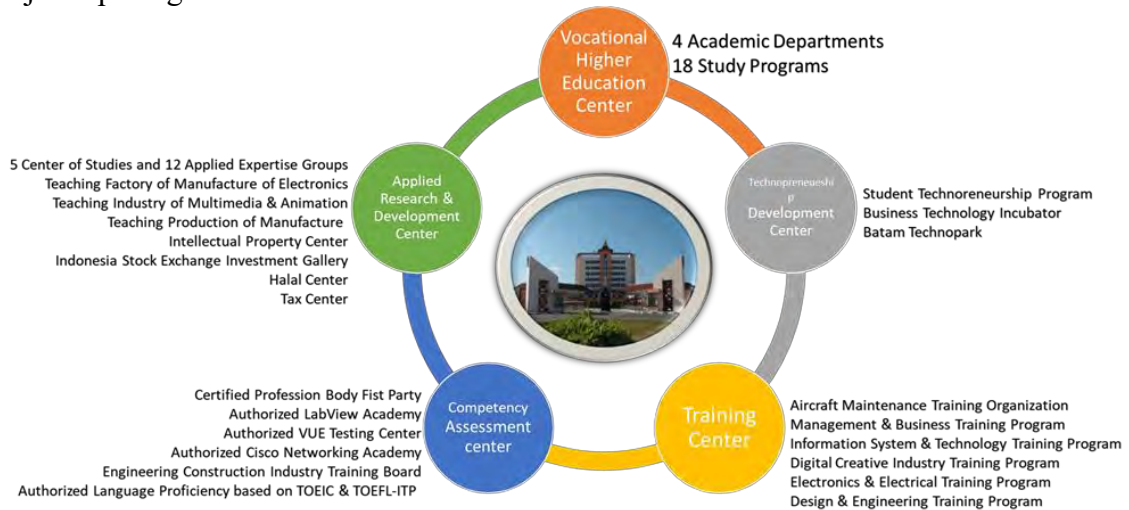 Vocational
Higher
Education
Center
4 Academic Departments
18 Study Programs
5 Center of Studies and 12 Applied Expertise Groups
Teaching Factory of Manufacture of Electronics
Teaching Industry of Multimedia & Animation
Teaching Production of Manufacture
Intellectual Property Center
Indonesia Stock Exchange Investment Gallery
Halal Center
Tax Center
Applied
Research &
Development
Center
Technopreneueshi
p
Development
Center
Student Technoreneurship Program
Business Technology Incubator
Batam Technopark
Certified Profession Body Fist Party
Authorized LabView Academy
Authorized VUE Testing Center
Authorized Cisco Networking Academy
Engineering Construction Industry Training Board
Authorized Language Proficiency based on TOEIC & TOEFL-ITP
Competency
Assessment
center
Training
Center
Aircraft Maintenance Training Organization
Management & Business Training Program
Information System & Technology Training Program
Digital Creative Industry Training Program
Electronics & Electrical Training Program
Design & Engineering Training Program